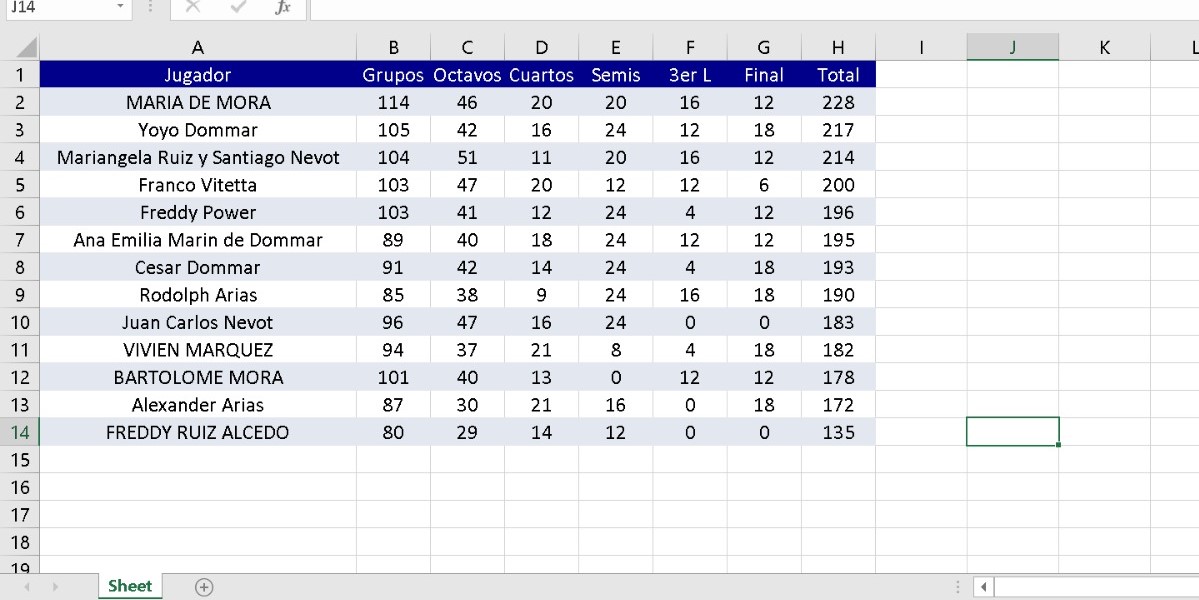 J14 fx
A B C D E F G H I J K L
1 Jugador Grupos Octavos Cuartos Semis 3er L Final Total
2 MARIA DE MORA 114 46 20 20 16 12 228
3 Yoyo Dommar 105 42 16 24 12 18 217
4 Mariangela Ruiz y Santiago Nevot 104 51 11 20 16 12 214
5 Franco Vitetta 103 47 20 12 12 6 200
6 Freddy Power 103 41 12 24 4 12 196
7 Ana Emilia Marin de Dommar 89 40 18 24 12 12 195
8 Cesar Dommar 91 42 14 24 4 18 193
9 Rodolph Arias 85 38 9 24 16 18 190
10 Juan Carlos Nevot 96 47 16 24 0 0 183
11 VIVIEN MARQUEZ 94 37 21 8 4 18 182
12 BARTOLOME MORA 101 40 13 0 12 12 178
13 Alexander Arias 87 30 21 16 0 18 172
14 FREDDY RUIZ ALCEDO 80 29 14 12 0 0 135
15
16
17
18
19
Sheet